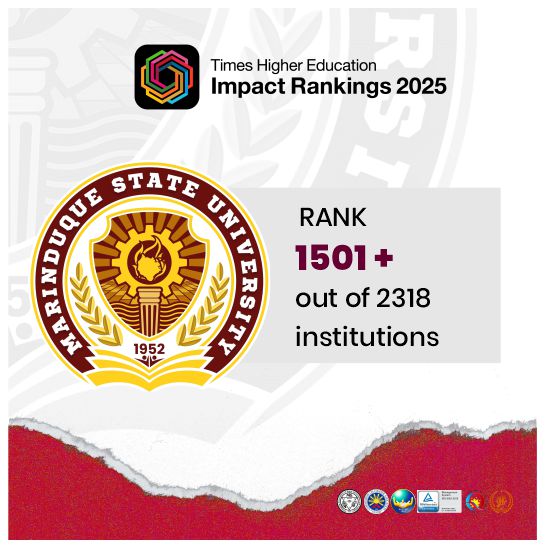 Times Higher Education
Impact Rankings 2025
MARINDUQUE STATE UNIVERSITY
1952
RANK
1501+
out of 2318
institutions